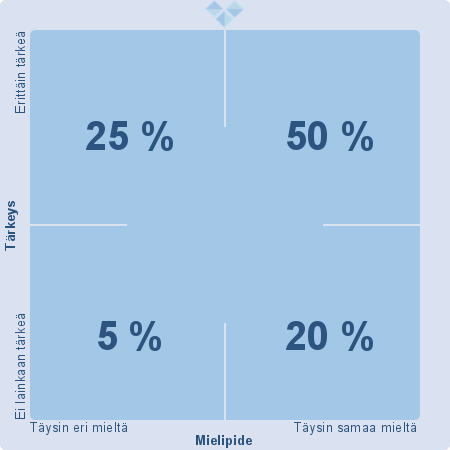 Erittäin tärkeä
25 %
50 %
Tärkeys
5 %
20 %
Ei lainkaan tärkeä
Täysin eri mieltä
Täysin samaa mieltä
Mielipide